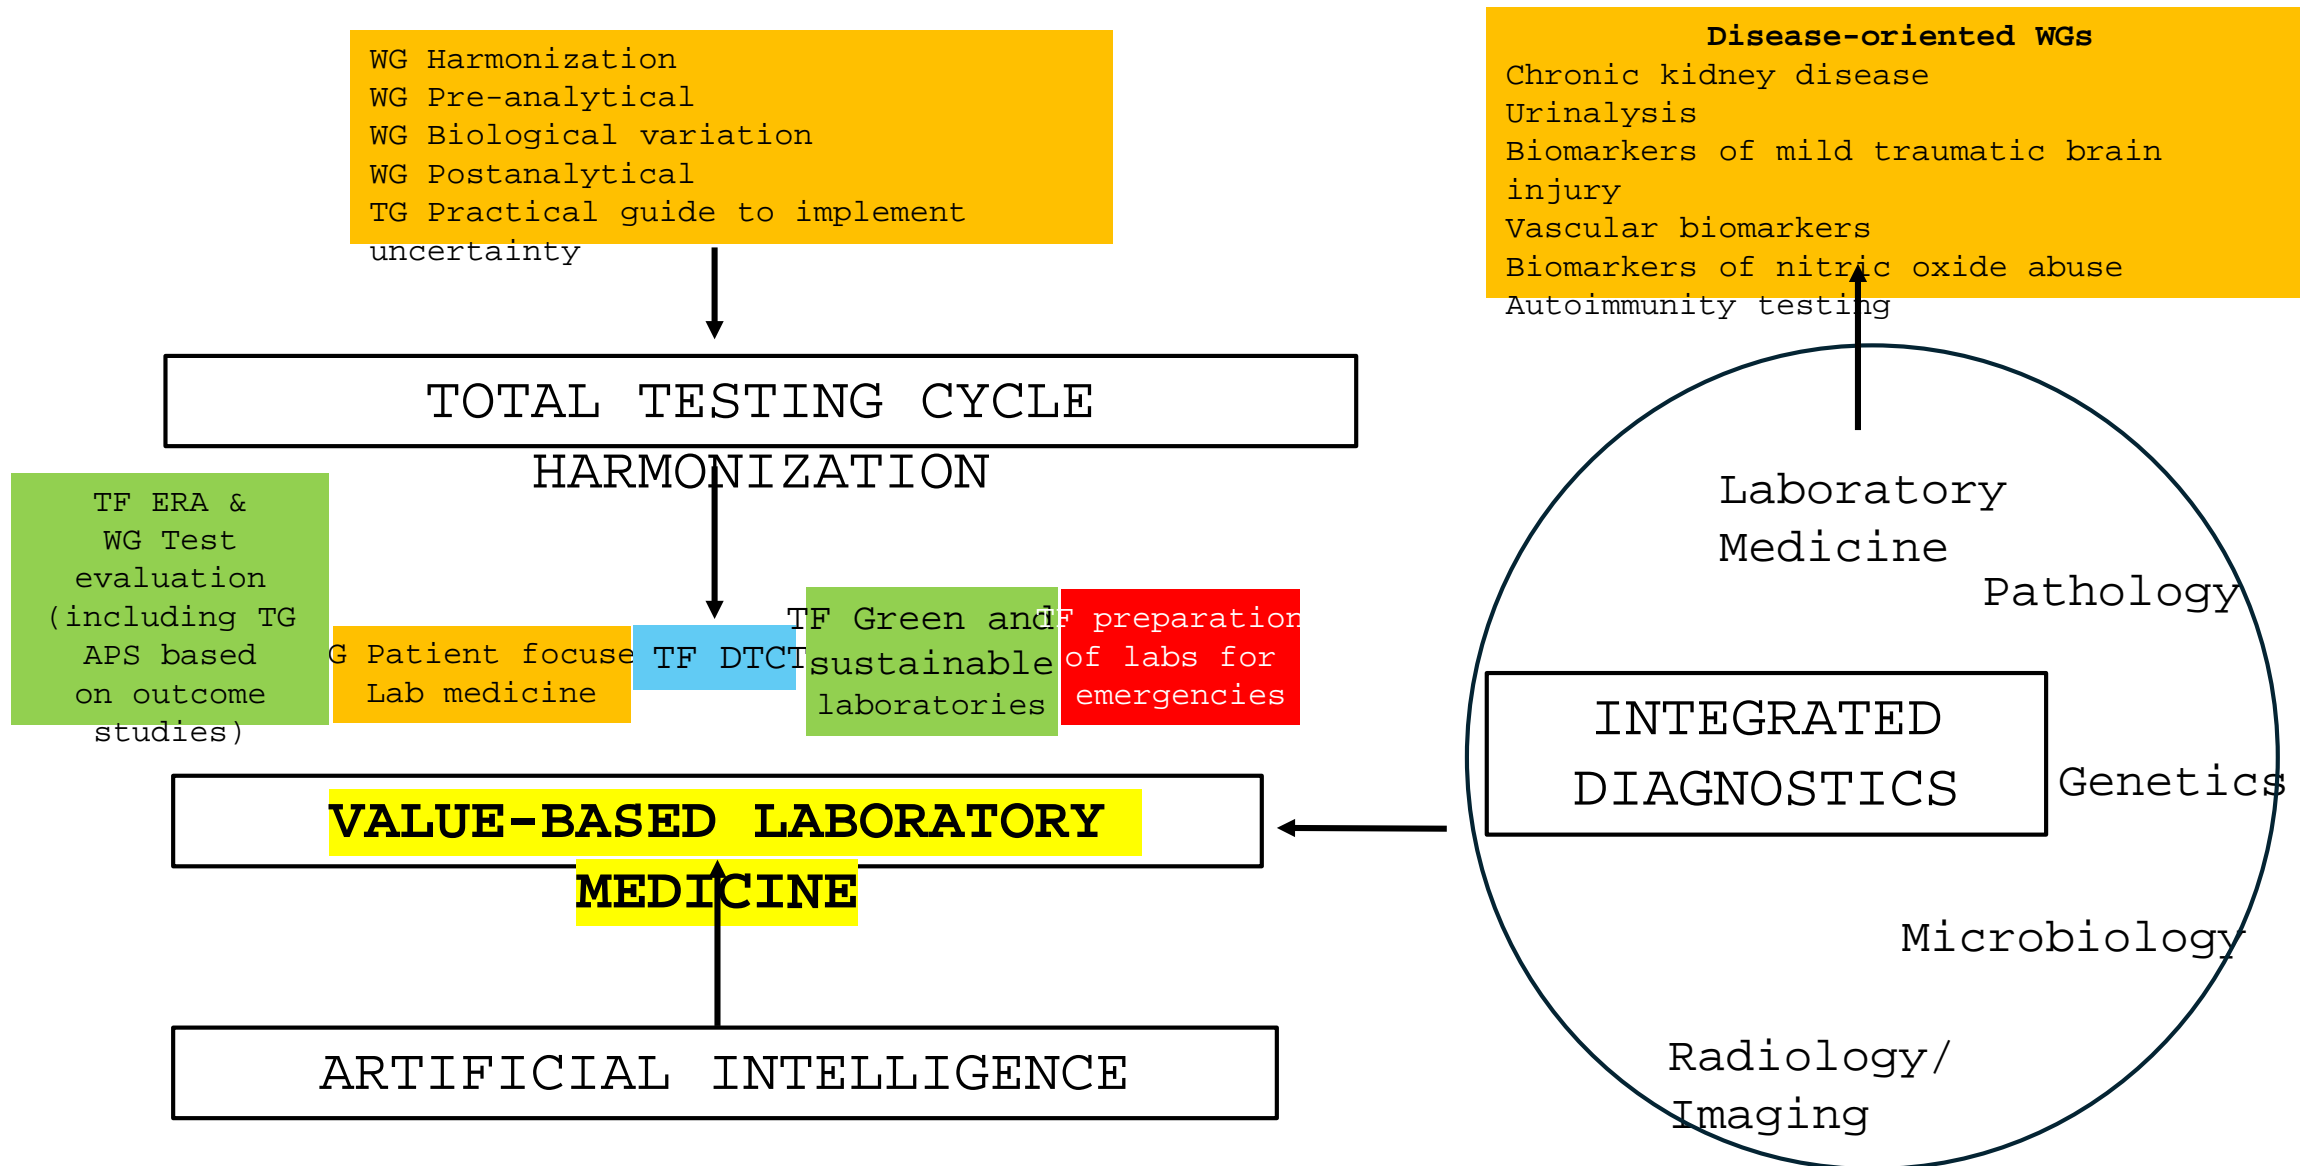 WG Harmonization
WG Pre-analytical
WG Biological variation
WG Postanalytical
TG Practical guide to implement
uncertainty
Disease-oriented WGs
Chronic kidney disease
Urinalysis
Biomarkers of mild traumatic brain
injury
Vascular biomarkers
Biomarkers of nitric oxide abuse
Autoimmunity testing
TOTAL TESTING CYCLE
HARMONIZATION
TF ERA &
WG Test
evaluation
(including TG
APS based
on outcome
studies)
G Patient focuse
Lab medicine
TF DTCT
TF Green and
sustainable
laboratories
TF preparation
of labs for
emergencies
VALUE-BASED LABORATORY
MEDICINE
ARTIFICIAL INTELLIGENCE
Laboratory
Medicine
Pathology
INTEGRATED
DIAGNOSTICS
Genetics
Microbiology
Radiology/
Imaging